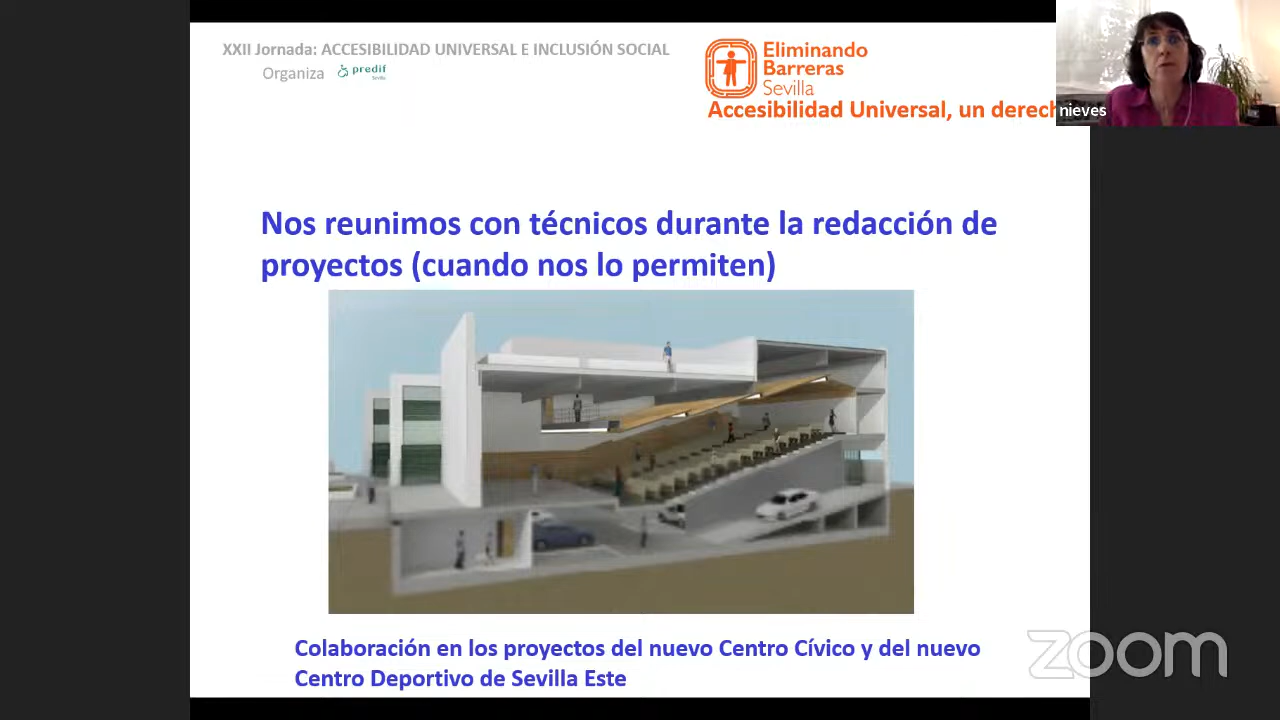 XXII Jornada: ACCESIBILIDAD UNIVERSAL E INCLUSIÓN SOCIAL
Organiza predif
Sevilla
Eliminando
Barreras
Sevilla
Accesibilidad Universal, un derech
nieves
Nos reunimos con técnicos durante la redacción de
proyectos (cuando nos lo permiten)
Colaboración en los proyectos del nuevo Centro Cívico y del nuevo
Centro Deportivo de Sevilla Este
zoom